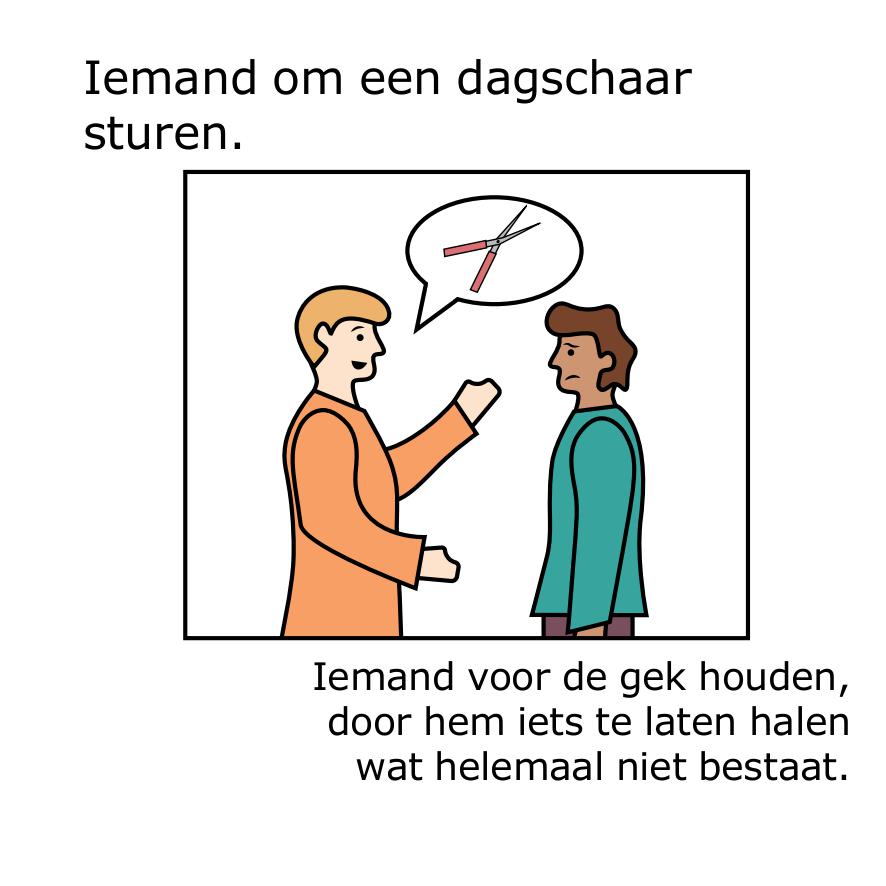 Iemand om een dagschaar
sturen.
Iemand voor de gek houden,
door hem iets te laten halen
wat helemaal niet bestaat.